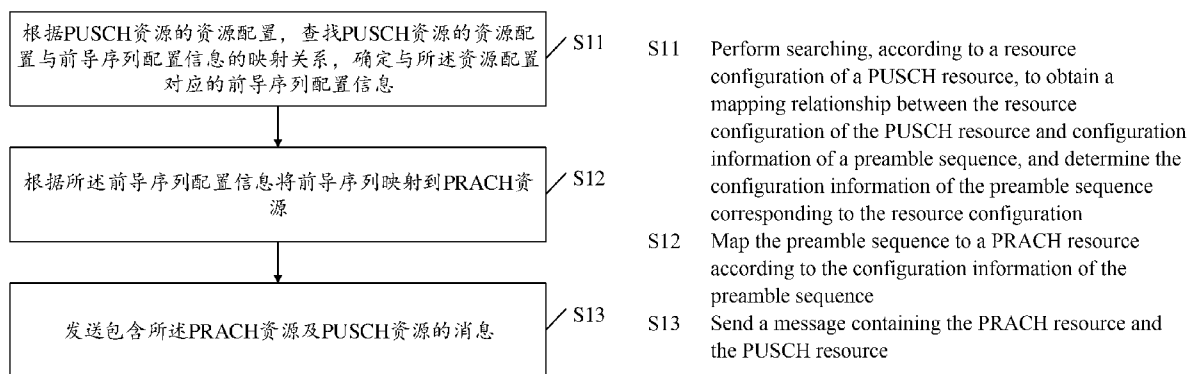 根据PUSCH资源的资源配置，查找PUSCH资源的资源配
置与前导序列配置信息的映射关系，确定与所述资源配置
对应的前导序列配置信息
S11
根据所述前导序列配置信息将前导序列映射到PRACH资
源
S12
发送包含所述PRACH资源及PUSCH资源的消息
S13
S11 Perform searching, according to a resource
configuration of a PUSCH resource, to obtain a
mapping relationship between the resource
configuration of the PUSCH resource and configuration
information of a preamble sequence, and determine the
configuration information of the preamble sequence
corresponding to the resource configuration
S12 Map the preamble sequence to a PRACH resource
according to the configuration information of the
preamble sequence
S13 Send a message containing the PRACH resource and
the PUSCH resource